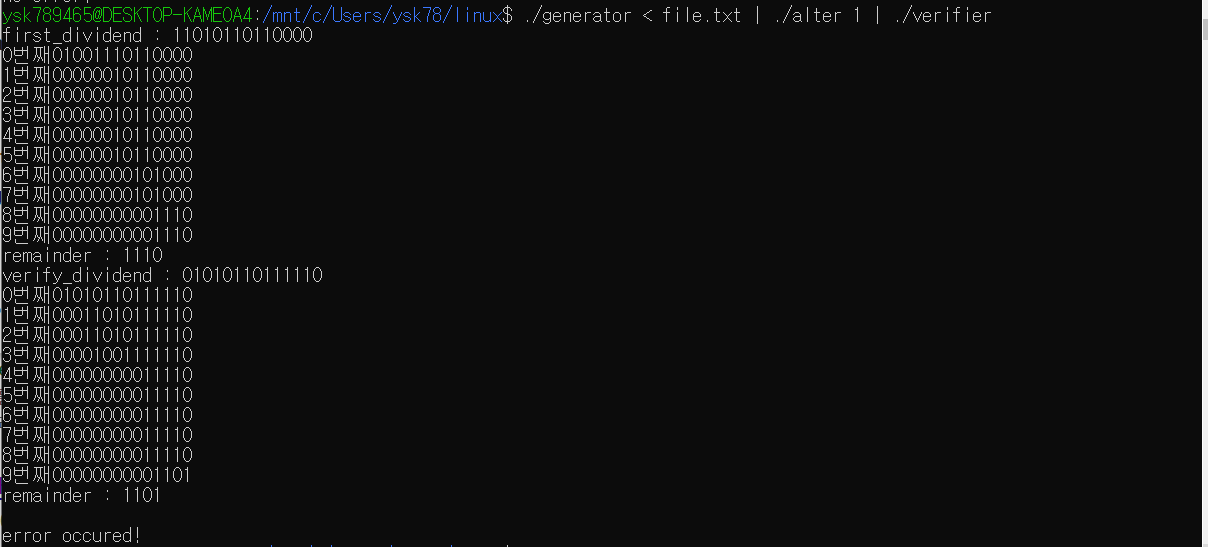 ysk789465@DESKTOP-KAMEOA4:/mnt/c/Users/ysk78/linux$ ./generator < file.txt | ./alter 1 | ./verifier
first_dividend : 11010110110000
0번째01001110110000
1번째00000010110000
2번째00000010110000
3번째00000010110000
4번째00000010110000
5번째00000010110000
6번째00000000101000
7번째00000000101000
8번째00000000001110
9번째00000000001110
remainder : 1110
verify_dividend : 01010110111110
0번째01010110111110
1번째00011010111110
2번째00011010111110
3번째00001001111110
4번째00000000011110
5번째00000000011110
6번째00000000011110
7번째00000000011110
8번째00000000011110
9번째00000000001101
remainder : 1101
error occured!